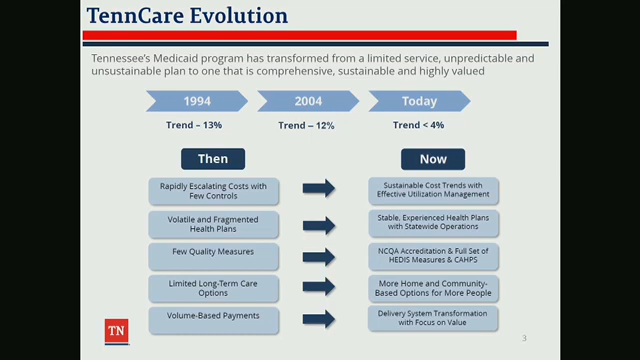 TennCare Evolution
Tennessee's Medicaid program has transformed from a limited service, unpredictable and
unsustainable plan to one that is comprehensive, sustainable and highly valued
1994
2004
Today
Trend – 13%
Trend – 12%
Trend < 4%
Then
Now
Rapidly Escalating Costs with
Few Controls
Sustainable Cost Trends with
Effective Utilization Management
Volatile and Fragmented
Health Plans
Stable, Experienced Health Plans
with Statewide Operations
Few Quality Measures
NCQA Accreditation & Full Set of
HEDIS Measures & CAHPS
Limited Long-Term Care
Options
More Home and Community-
Based Options for More People
Volume-Based Payments
Delivery System Transformation
with Focus on Value
TN
3